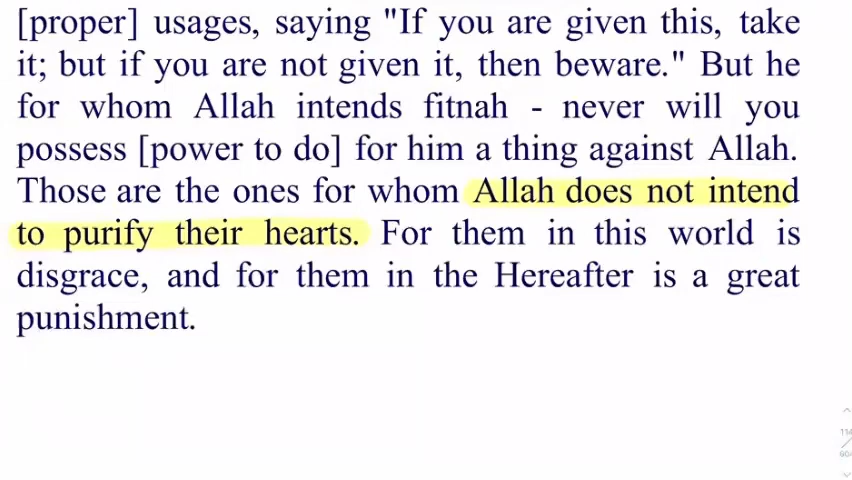 [proper] usages, saying "If you are given this, take
it; but if you are not given it, then beware." But he
for whom Allah intends fitnah - never will you
possess [power to do] for him a thing against Allah.
Those are the ones for whom Allah does not intend
to purify their hearts. For them in this world is
disgrace, and for them in the Hereafter is a great
punishment.
114